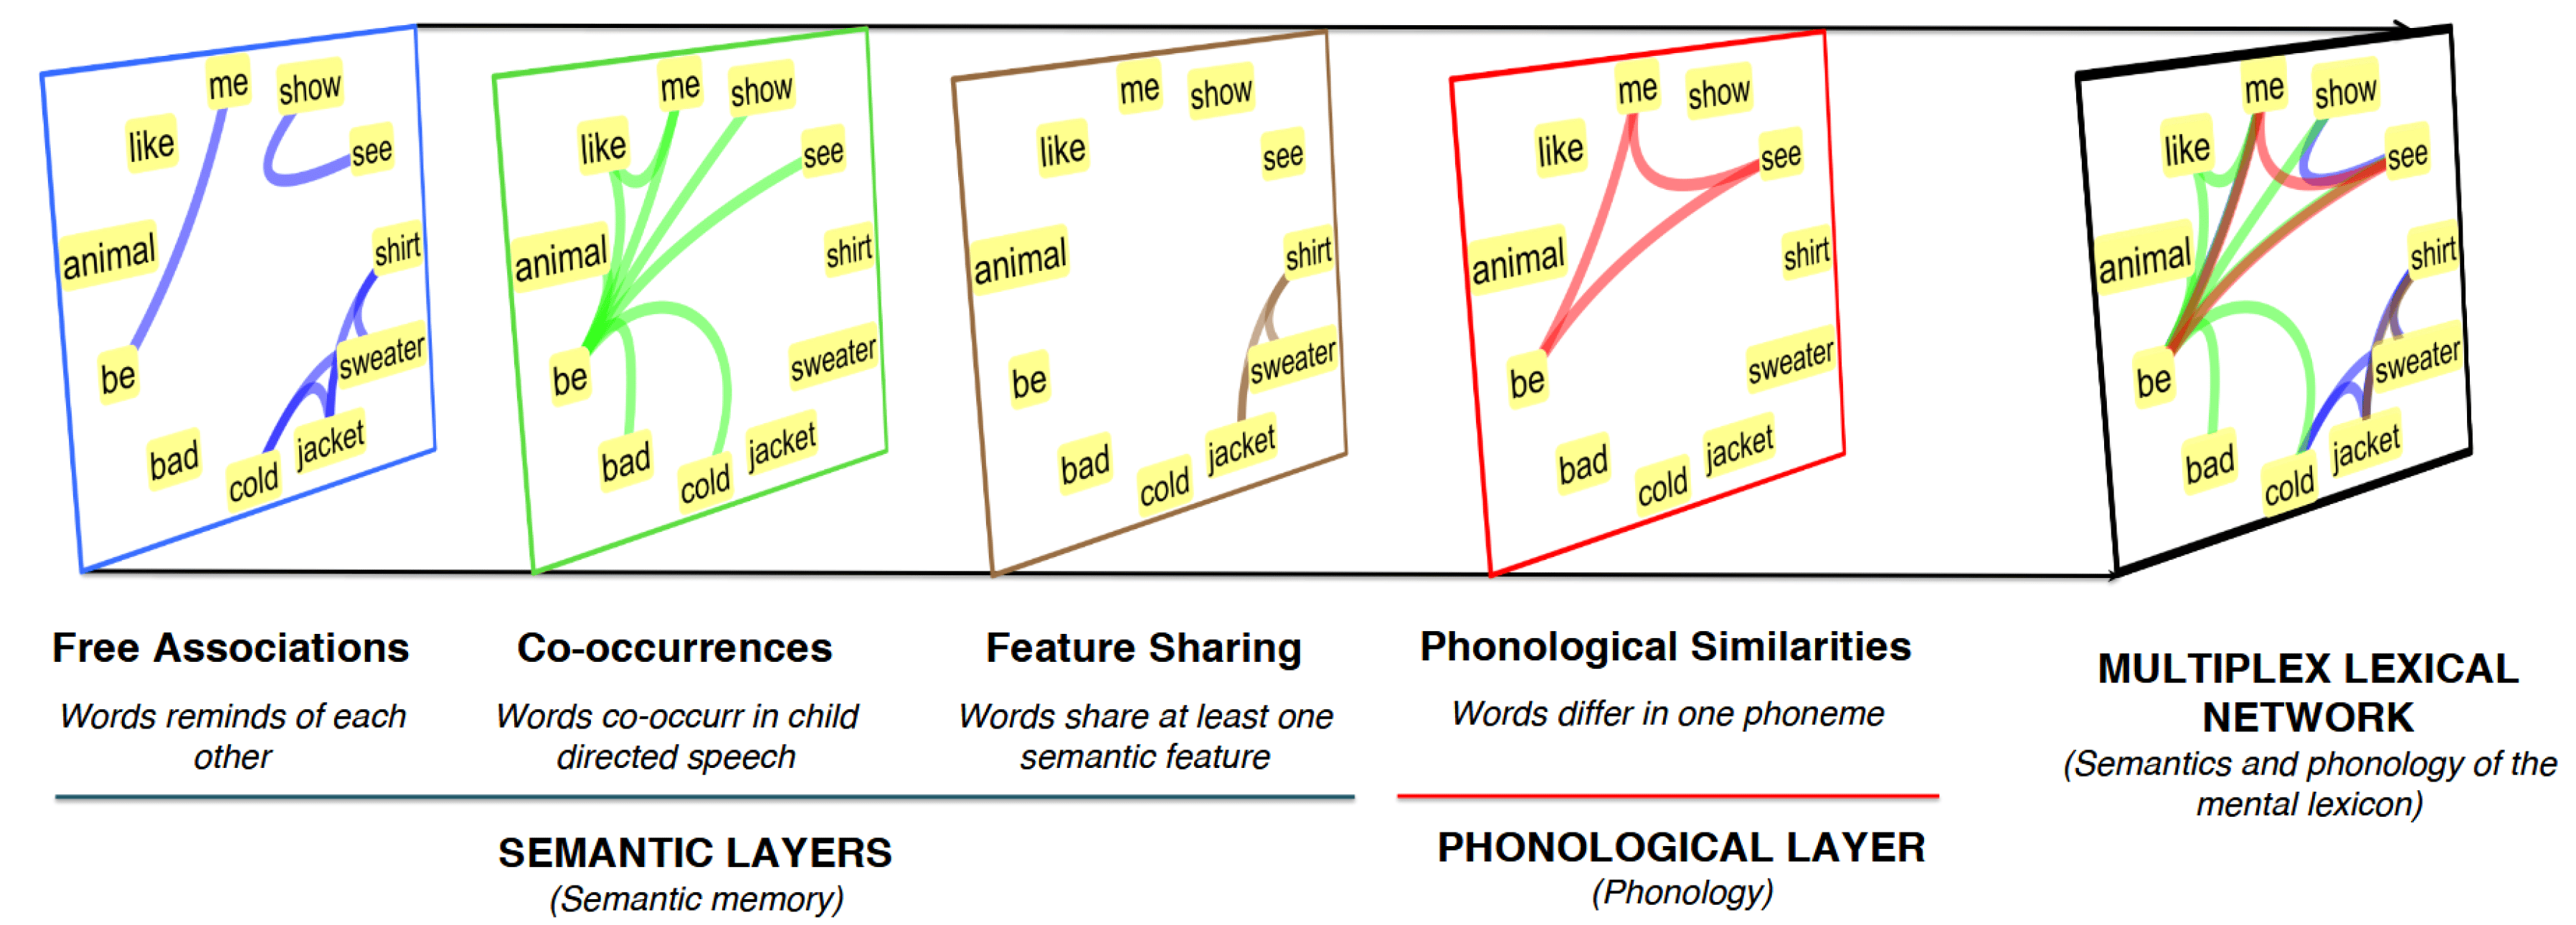 me
show
like
see
animal
shirt
sweater
be
jacket
bad
cold
me
show
like
see
animal
shirt
sweater
be
jacket
bad
cold
me
show
like
see
animal
shirt
sweater
be
jacket
bad
cold
me
show
like
see
animal
shirt
sweater
be
jacket
bad
cold
me
show
like
see
animal
shirt
sweater
be
jacket
bad
cold
Free Associations
Words reminds of each
other
Co-occurrences
Words co-occurr in child
directed speech
Feature Sharing
Words share at least one
semantic feature
SEMANTIC LAYERS
(Semantic memory)
Phonological Similarities
Words differ in one phoneme
PHONOLOGICAL LAYER
(Phonology)
MULTIPLEX LEXICAL
NETWORK
(Semantics and phonology of the
mental lexicon)